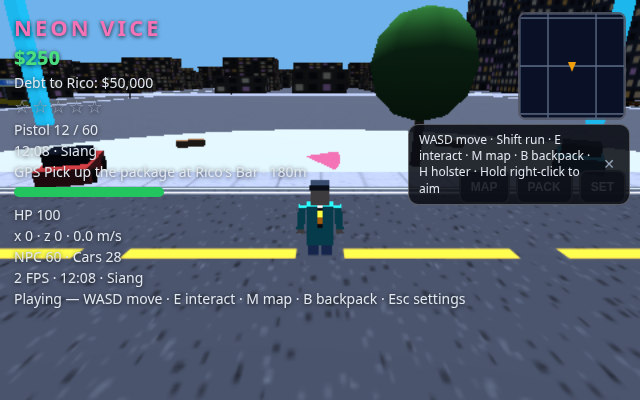 NEON VICE
$250
Debt to Rico: $50,000
☆ ☆ ☆ ☆ ☆
Pistol 12 / 60
12:08 · Siang
GPS Pick up the package at Rico's Bar · 180m
HP 100
x 0 · z 0 · 0.0 m/s
NPC 60 · Cars 28
2 FPS · 12:08 · Siang
Playing — WASD move · E interact · M map · B backpack · Esc settings
WASD move · Shift run · E
interact · M map · B backpack ·
H holster · Hold right-click to
aim
×
MAP
PACK
SET